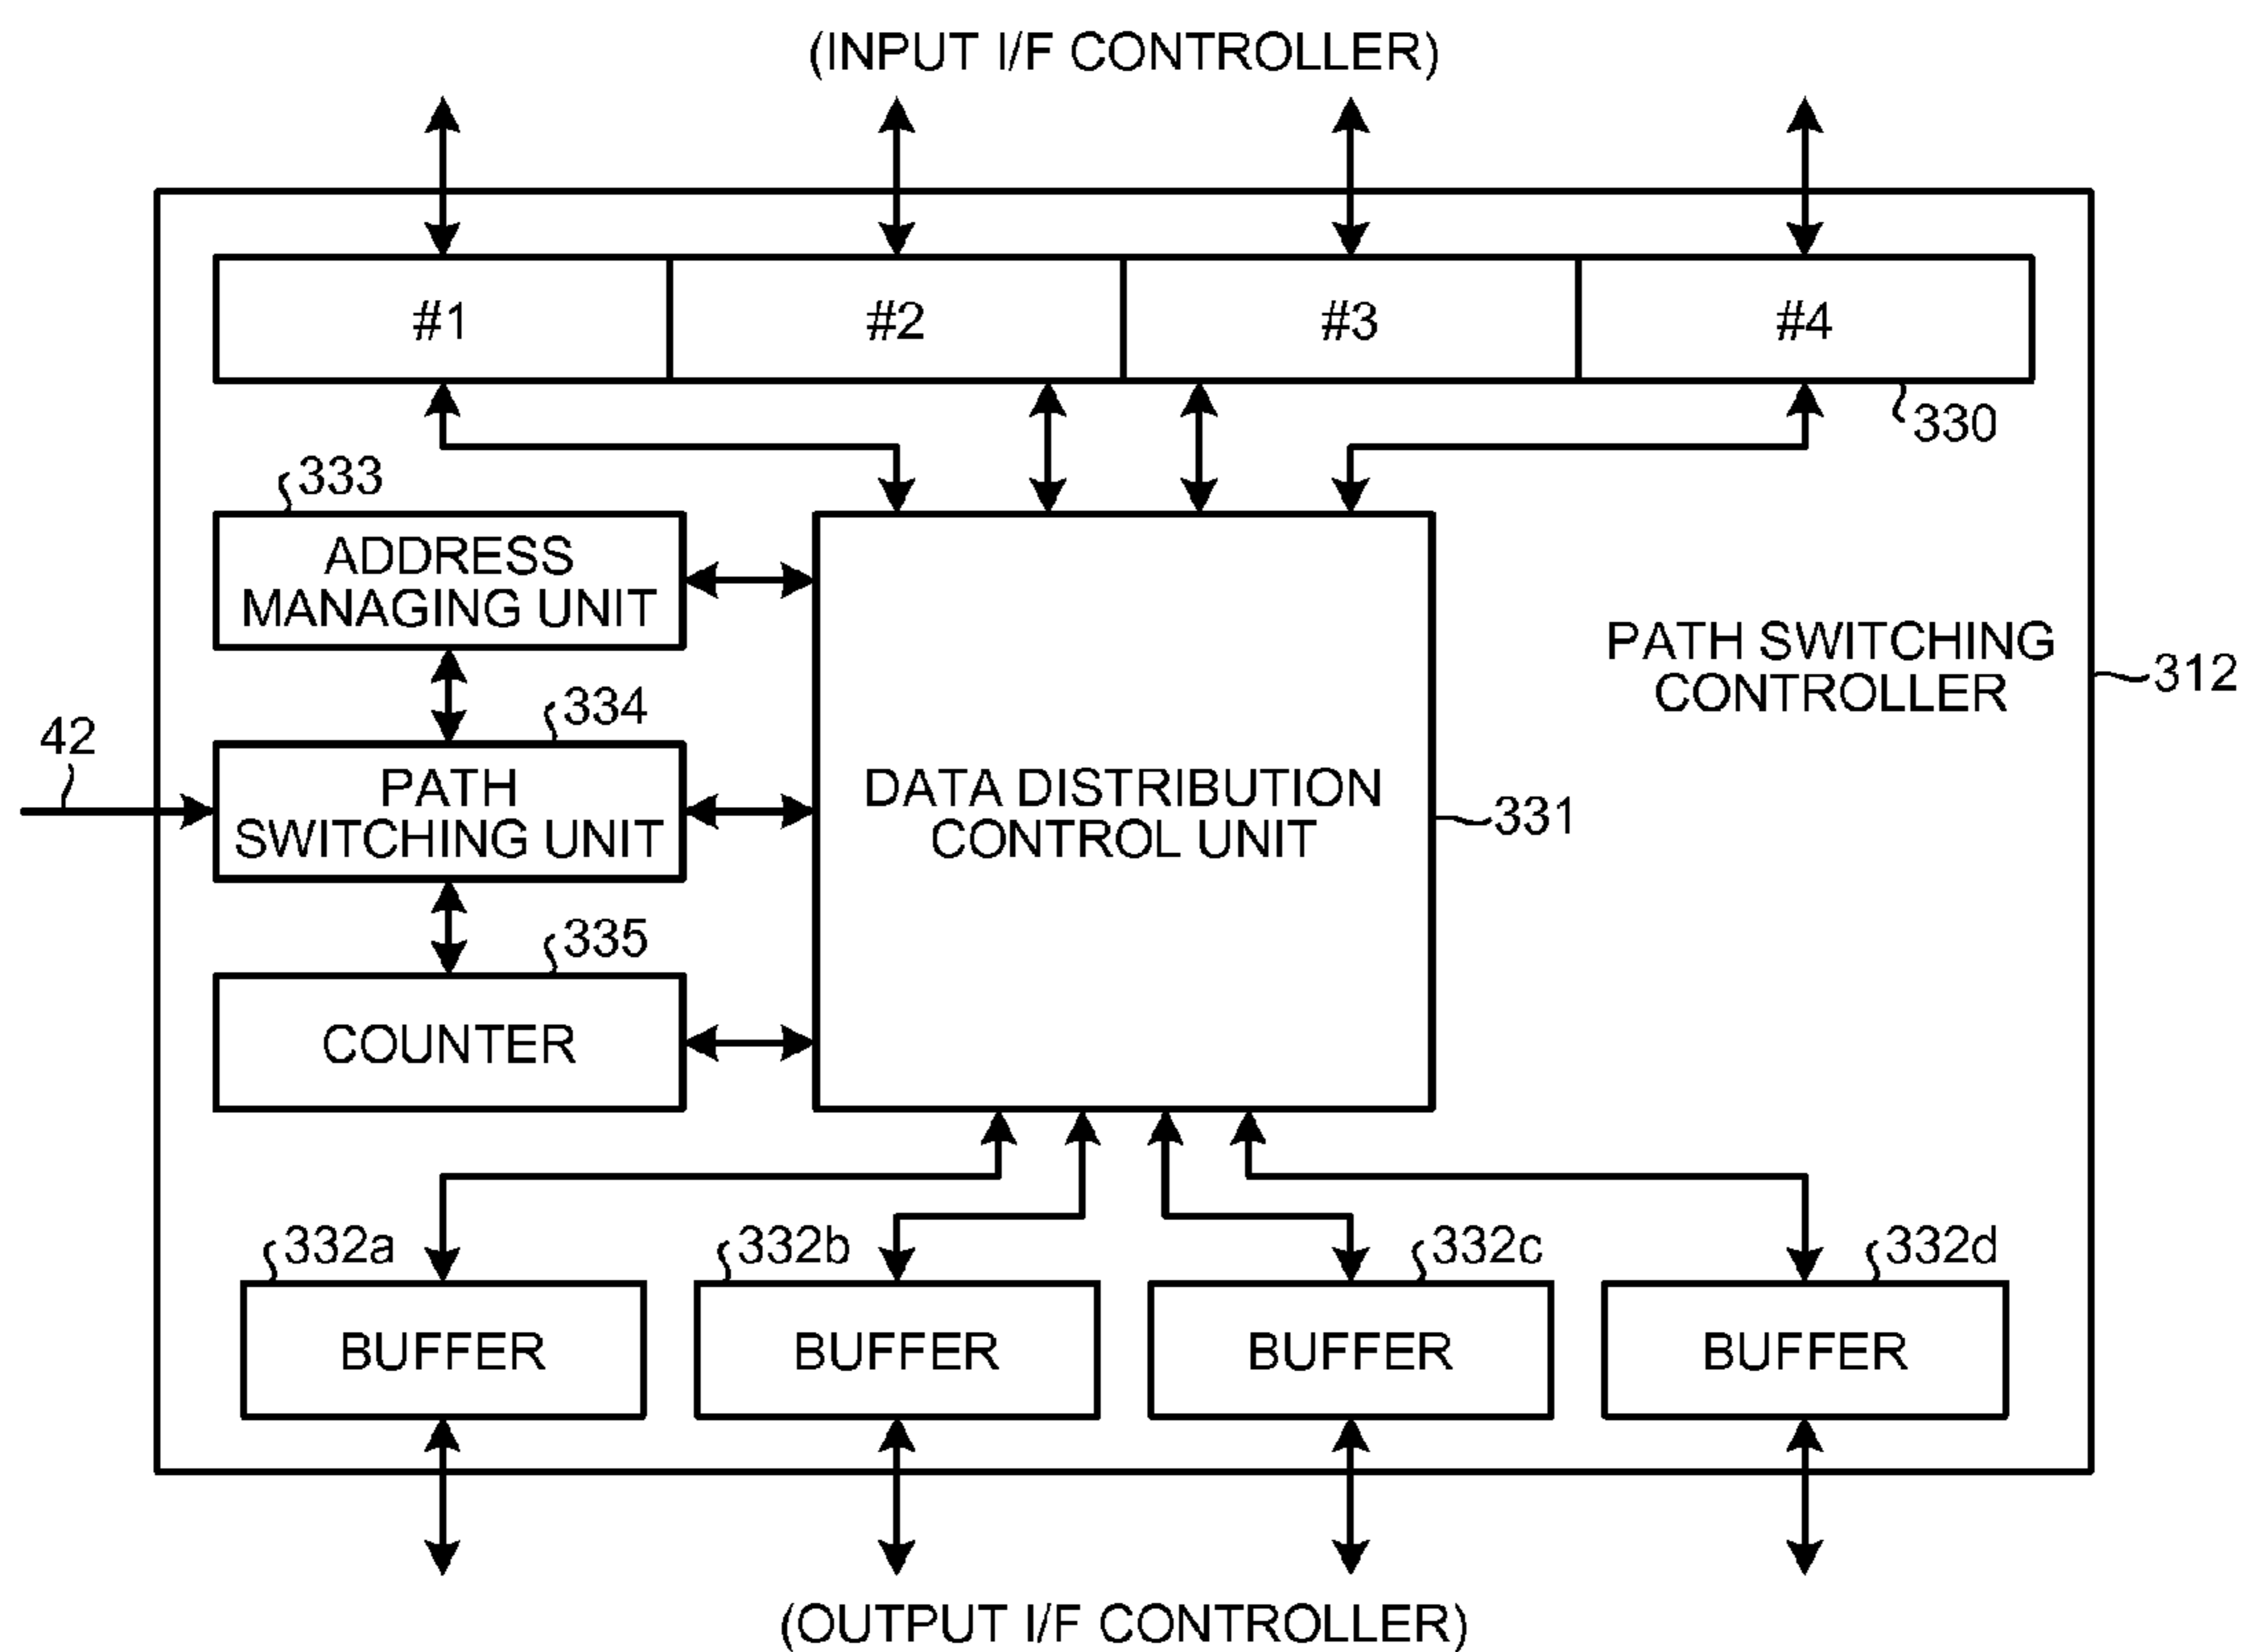 (INPUT I/F CONTROLLER)
#1
#2
#3
#4
330
333
ADDRESS
MANAGING UNIT
PATH SWITCHING
CONTROLLER
312
42
334
PATH
SWITCHING UNIT
DATA DISTRIBUTION
CONTROL UNIT
331
335
COUNTER
332a
332b
332c
332d
BUFFER
BUFFER
BUFFER
BUFFER
(OUTPUT I/F CONTROLLER)